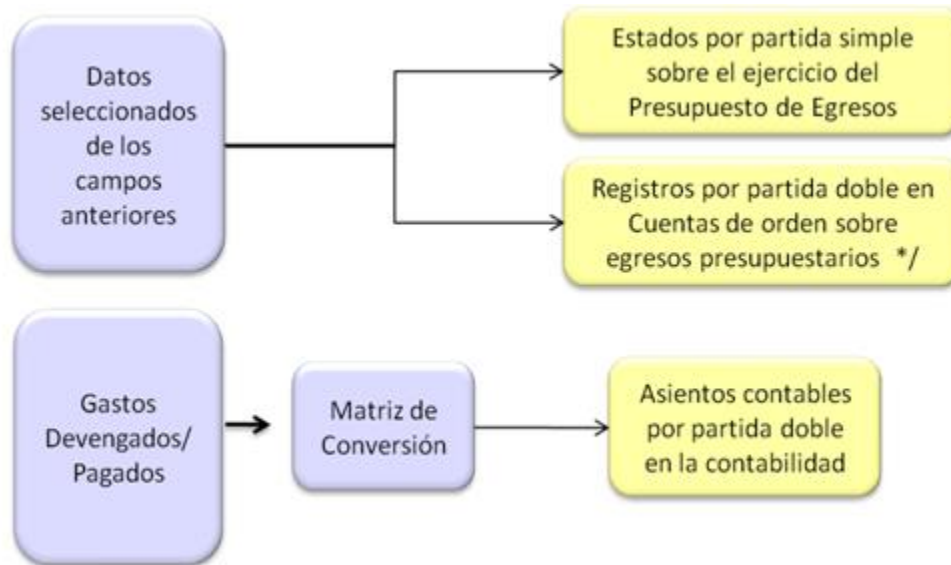 Datos
seleccionados
de los
campos
anteriores
Estados por partida simple
sobre el ejercicio del
Presupuesto de Egresos
Registros por partida doble en
Cuentas de orden sobre
egresos presupuestarios */
Gastos
Devengados/
Pagados
Matriz de
Conversión
Asientos contables
por partida doble
en la contabilidad